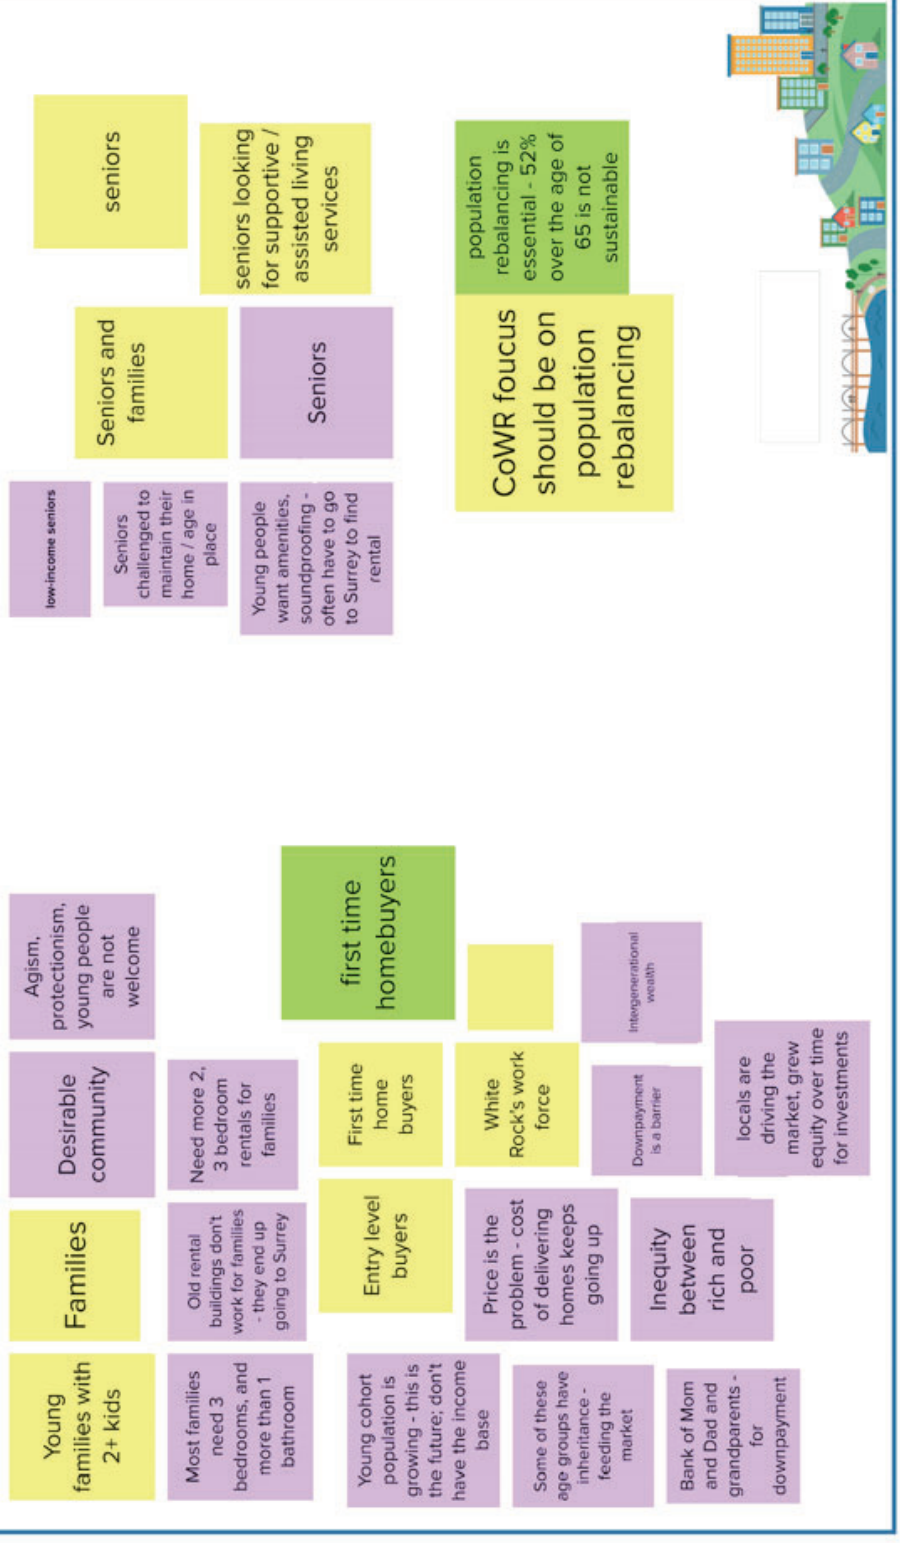 Young
families with
2+ kids
Families
Desirable
community
Agism,
protectionism,
young people
are not
welcome
Most families
need 3
bedrooms, and
more than 1
bathroom
Old rental
buildings don't
work for families
- they end up
going to Surrey
Need more 2,
3 bedroom
rentals for
families
Young cohort
population is
growing - this is
the future; don't
have the income
base
Entry level
buyers
First time
home
buyers
first time
homebuyers
Some of these
age groups have
inheritance -
feeding the
market
Price is the
problem - cost
of delivering
homes keeps
going up
White
Rock's work
force
Bank of Mom
and Dad and
grandparents -
for
downpayment
Inequity
between
rich and
poor
Downpayment
is a barrier
Intergenerational
wealth
locals are
driving the
market, grew
equity over time
for investments
low-income seniors
Seniors
challenged to
maintain their
home / age in
place
Young people
want amenities,
soundproofing -
often have to go
to Surrey to find
rental
Seniors and
families
Seniors
seniors
seniors looking
for supportive /
assisted living
services
CoWR foucus
should be on
population
rebalancing
population
rebalancing is
essential - 52%
over the age of
65 is not
sustainable